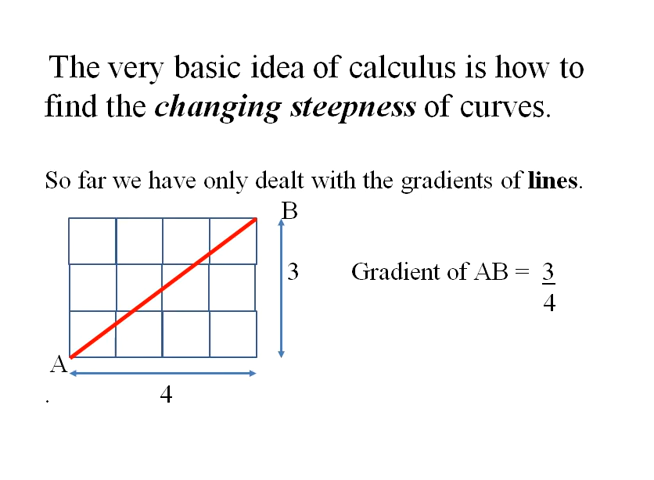 The very basic idea of calculus is how to
find the changing steepness of curves.
So far we have only dealt with the gradients of lines.
B
3
Gradient of AB = 3
4
A
4
.